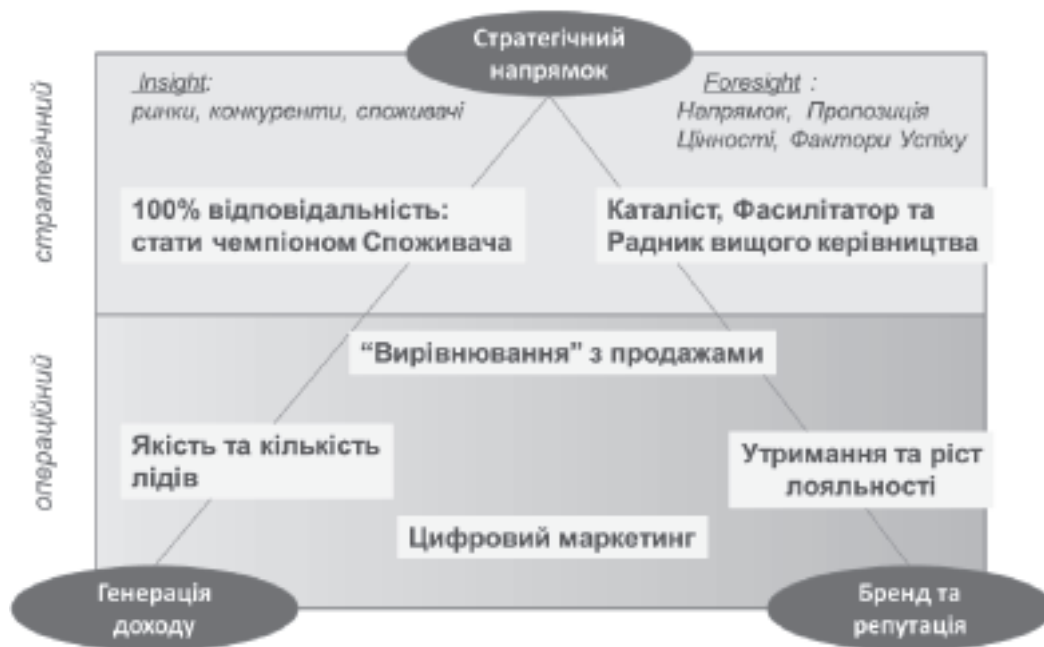 Стратегічний
напрямок
Insight:
ринки, конкуренти, споживачі
Foresight :
Напрямок, Пропозиція
Цінності, Фактори Успіху
стратегічний
100% відповідальність:
стати чемпіоном Споживача
Каталіст, Фасилітатор та
Радник вищого керівництва
операційний
“Вирівнювання” з продажами
Якість та кількість
лідів
Утримання та ріст
лояльності
Цифровий маркетинг
Генерація
доходу
Бренд та
репутація